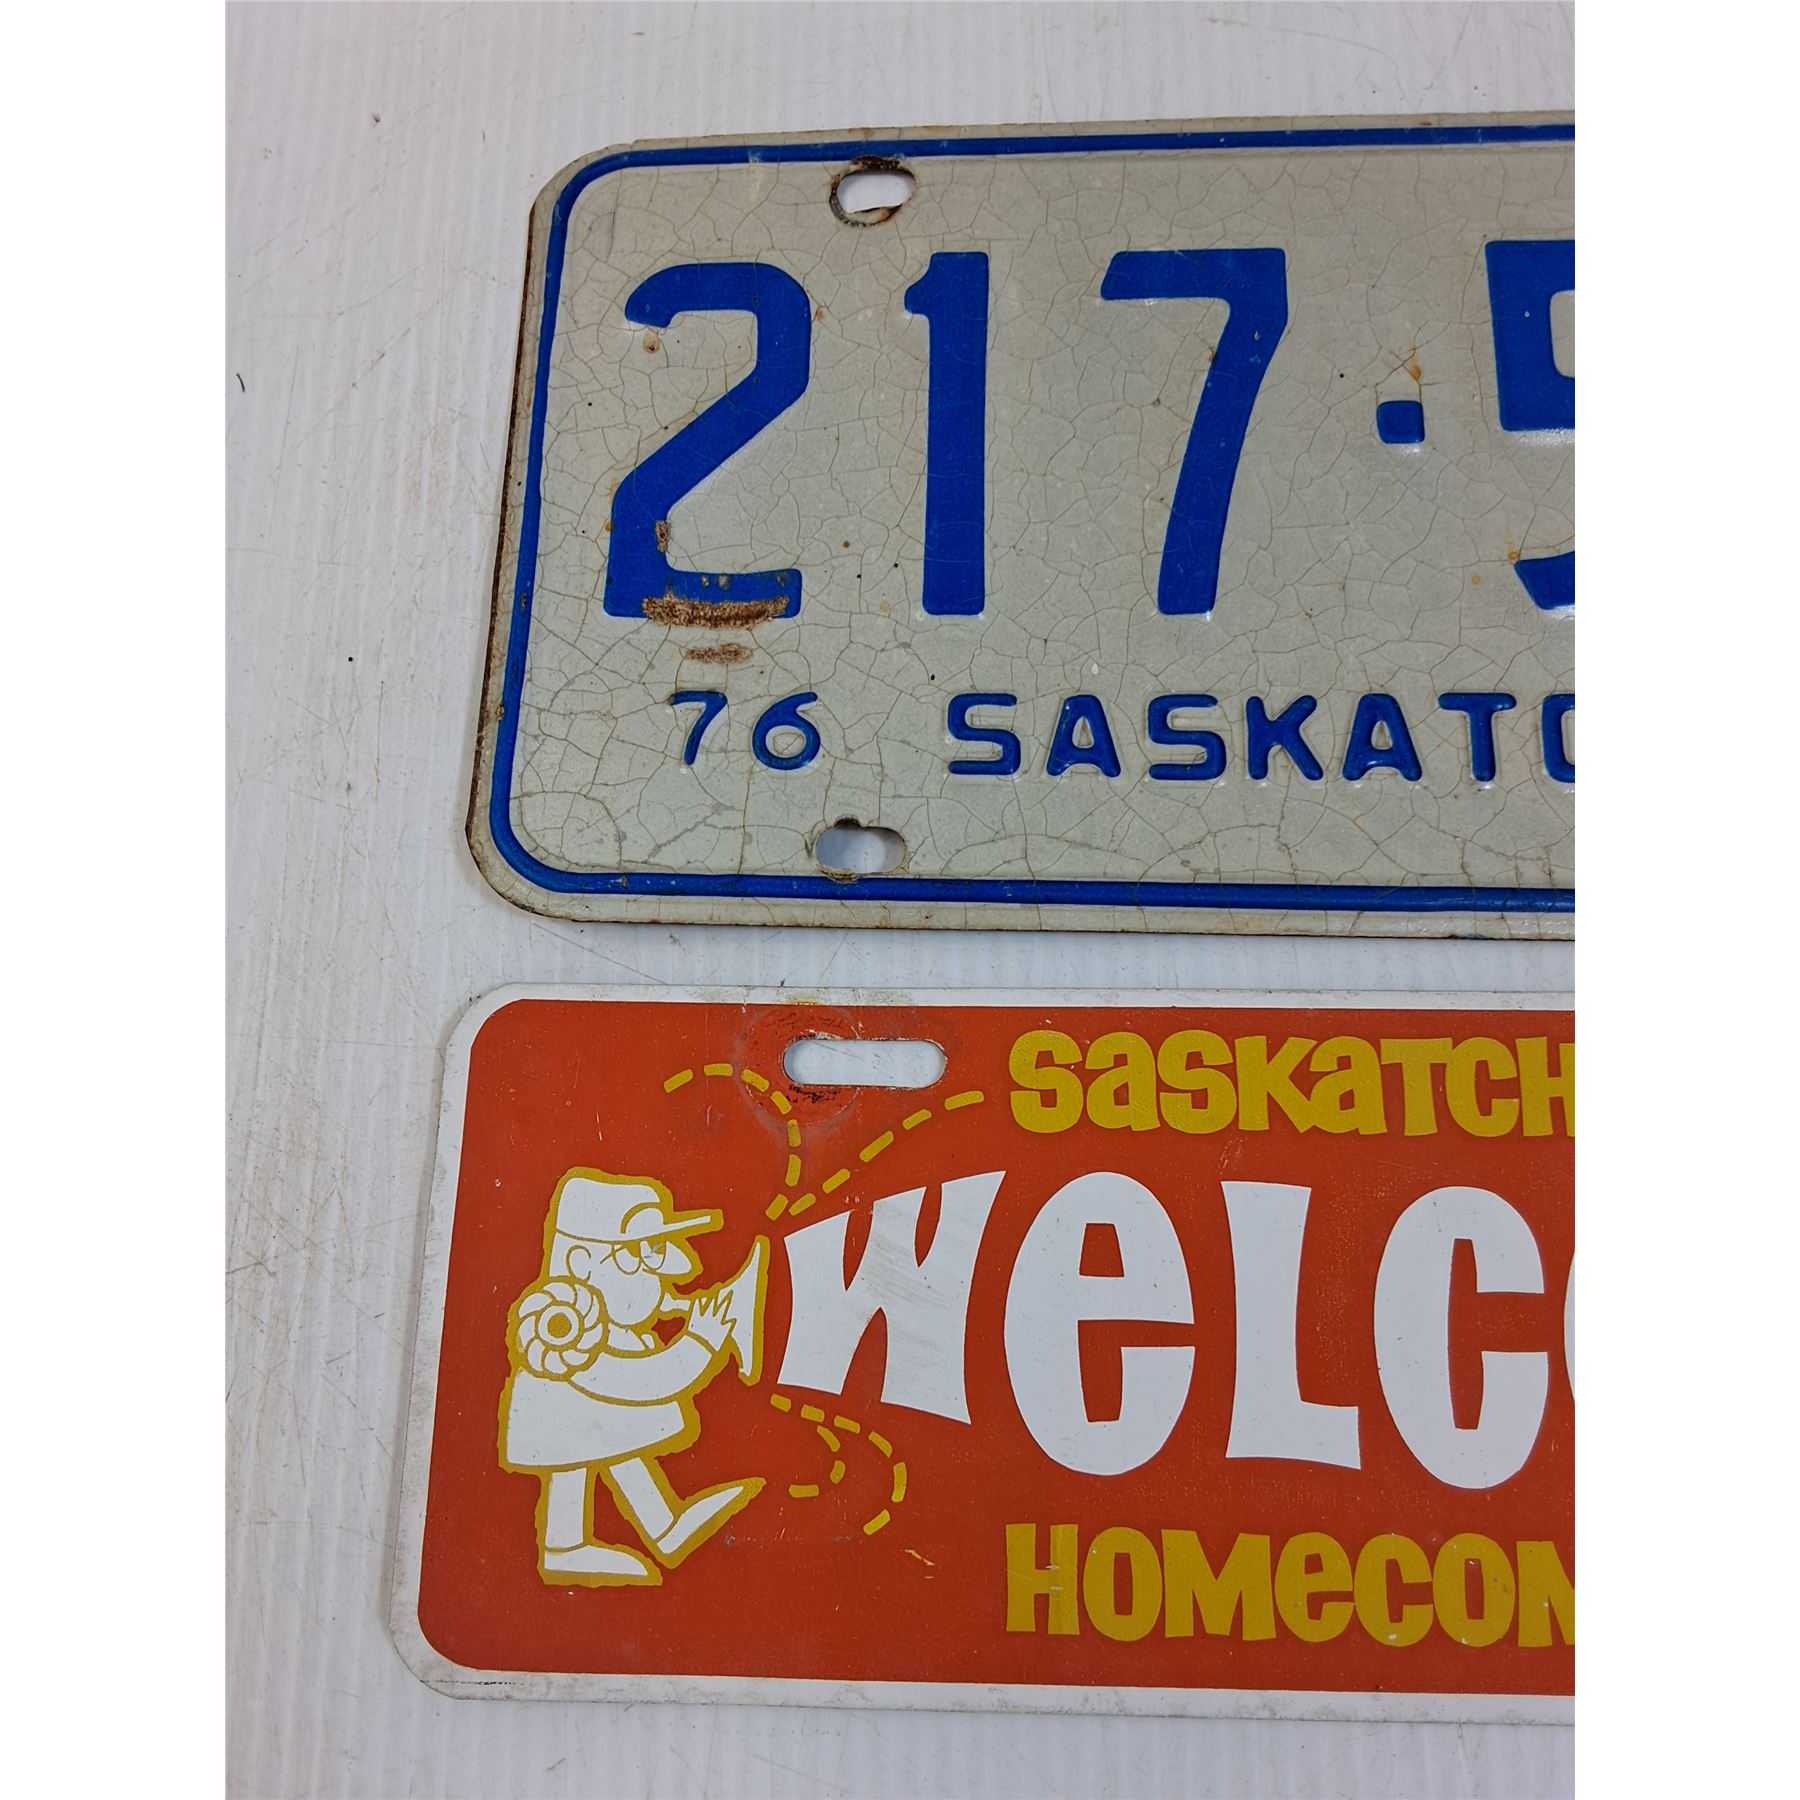 217·5
76 SASKATC
SASKATCH
WELCO
HOMECOM